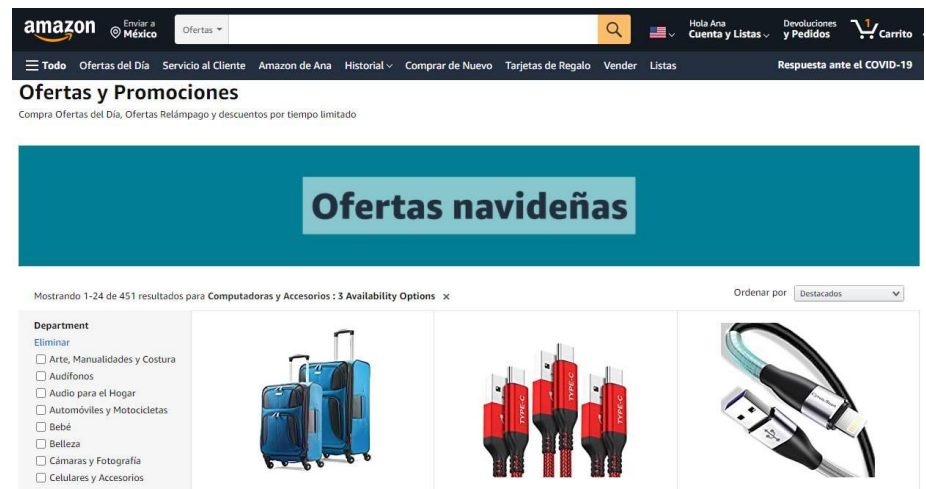 amazon
Enviar a
México
Ofertas
Hola Ana
Cuenta y Listas
Devoluciones
y Pedidos
1
Carrito
Todo Ofertas del Día Servicio al Cliente Amazon de Ana Historial Comprar de Nuevo Tarjetas de Regalo Vender Listas Respuesta ante el COVID-19
Ofertas y Promociones
Compra Ofertas del Día, Ofertas Relámpago y descuentos por tiempo limitado
Ofertas navideñas
Mostrando 1-24 de 451 resultados para Computadoras y Accesorios : 3 Availability Options x
Ordenar por Destacados
Department
Eliminar
Arte, Manualidades y Costura
Audífonos
Audio para el Hogar
Automóviles y Motocicletas
Bebé
Belleza
Cámaras y Fotografía
Celulares y Accesorios
TYPE-C
TYPE-C
TYPE-C